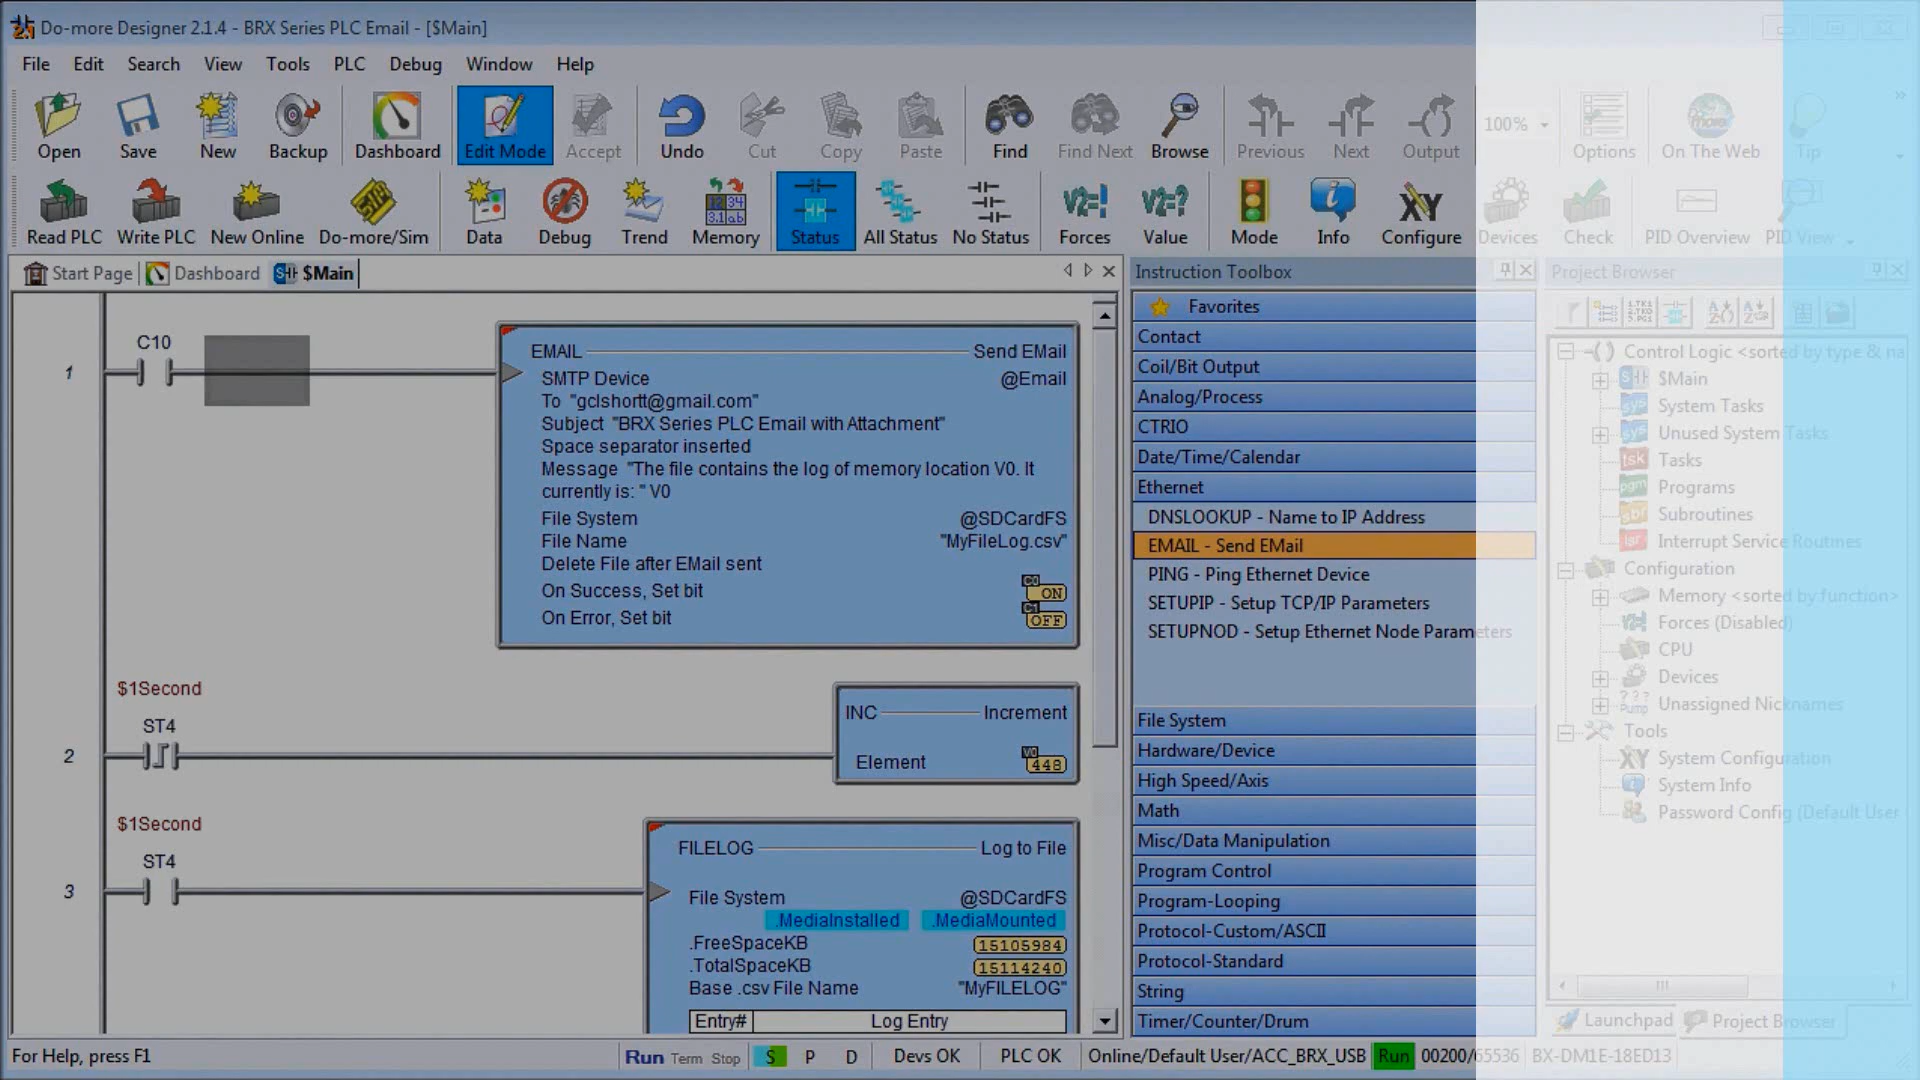 Do-more Designer 2.1.4 - BRX Series PLC Email - [$Main]
File Edit Search View Tools PLC Debug Window Help
Open Save New Backup Dashboard Edit Mode Accept Undo Cut Copy Paste Find Find Next Browse Previous Next Output 100% Options On The Web Tip
Read PLC Write PLC New Online Do-more/Sim Data Debug Trend Memory Status All Status No Status Forces Value Mode Info Configure Devices Check PID Overview PID View
Start Page Dashboard $Main
1
C10
EMAIL Send EMail
SMTP Device @Email
To "gclshortt@gmail.com"
Subject "BRX Series PLC Email with Attachment"
Space separator inserted
Message "The file contains the log of memory location V0. It
currently is: " V0
File System @SDCardFS
File Name "MyFileLog.csv"
Delete File after EMail sent
On Success, Set bit C0 ON
On Error, Set bit C1 OFF
$1Second
ST4
2
INC Increment
Element V0 448
$1Second
ST4
3
FILELOG Log to File
File System @SDCardFS
.MediaInstalled .MediaMounted
.FreeSpaceKB 15105984
.TotalSpaceKB 15114240
Base .csv File Name "MyFILELOG"
Entry# Log Entry
Instruction Toolbox
Favorites
Contact
Coil/Bit Output
Analog/Process
CTRIO
Date/Time/Calendar
Ethernet
DNSLOOKUP - Name to IP Address
EMAIL - Send EMail
PING - Ping Ethernet Device
SETUPIP - Setup TCP/IP Parameters
SETUPNOD - Setup Ethernet Node Parameters
File System
Hardware/Device
High Speed/Axis
Math
Misc/Data Manipulation
Program Control
Program-Looping
Protocol-Custom/ASCII
Protocol-Standard
String
Timer/Counter/Drum
Project Browser
Control Logic <sorted by type & na
$Main
System Tasks
Unused System Tasks
Tasks
Programs
Subroutines
Interrupt Service Routines
Configuration
Memory <sorted by function>
Forces (Disabled)
CPU
Devices
Unassigned Nicknames
Tools
System Configuration
System Info
Password Config (Default User
Launchpad Project Browser
For Help, press F1 Run Term Stop S P D Devs OK PLC OK Online/Default User/ACC_BRX_USB Run 00200/65536 BX-DM1E-18ED13